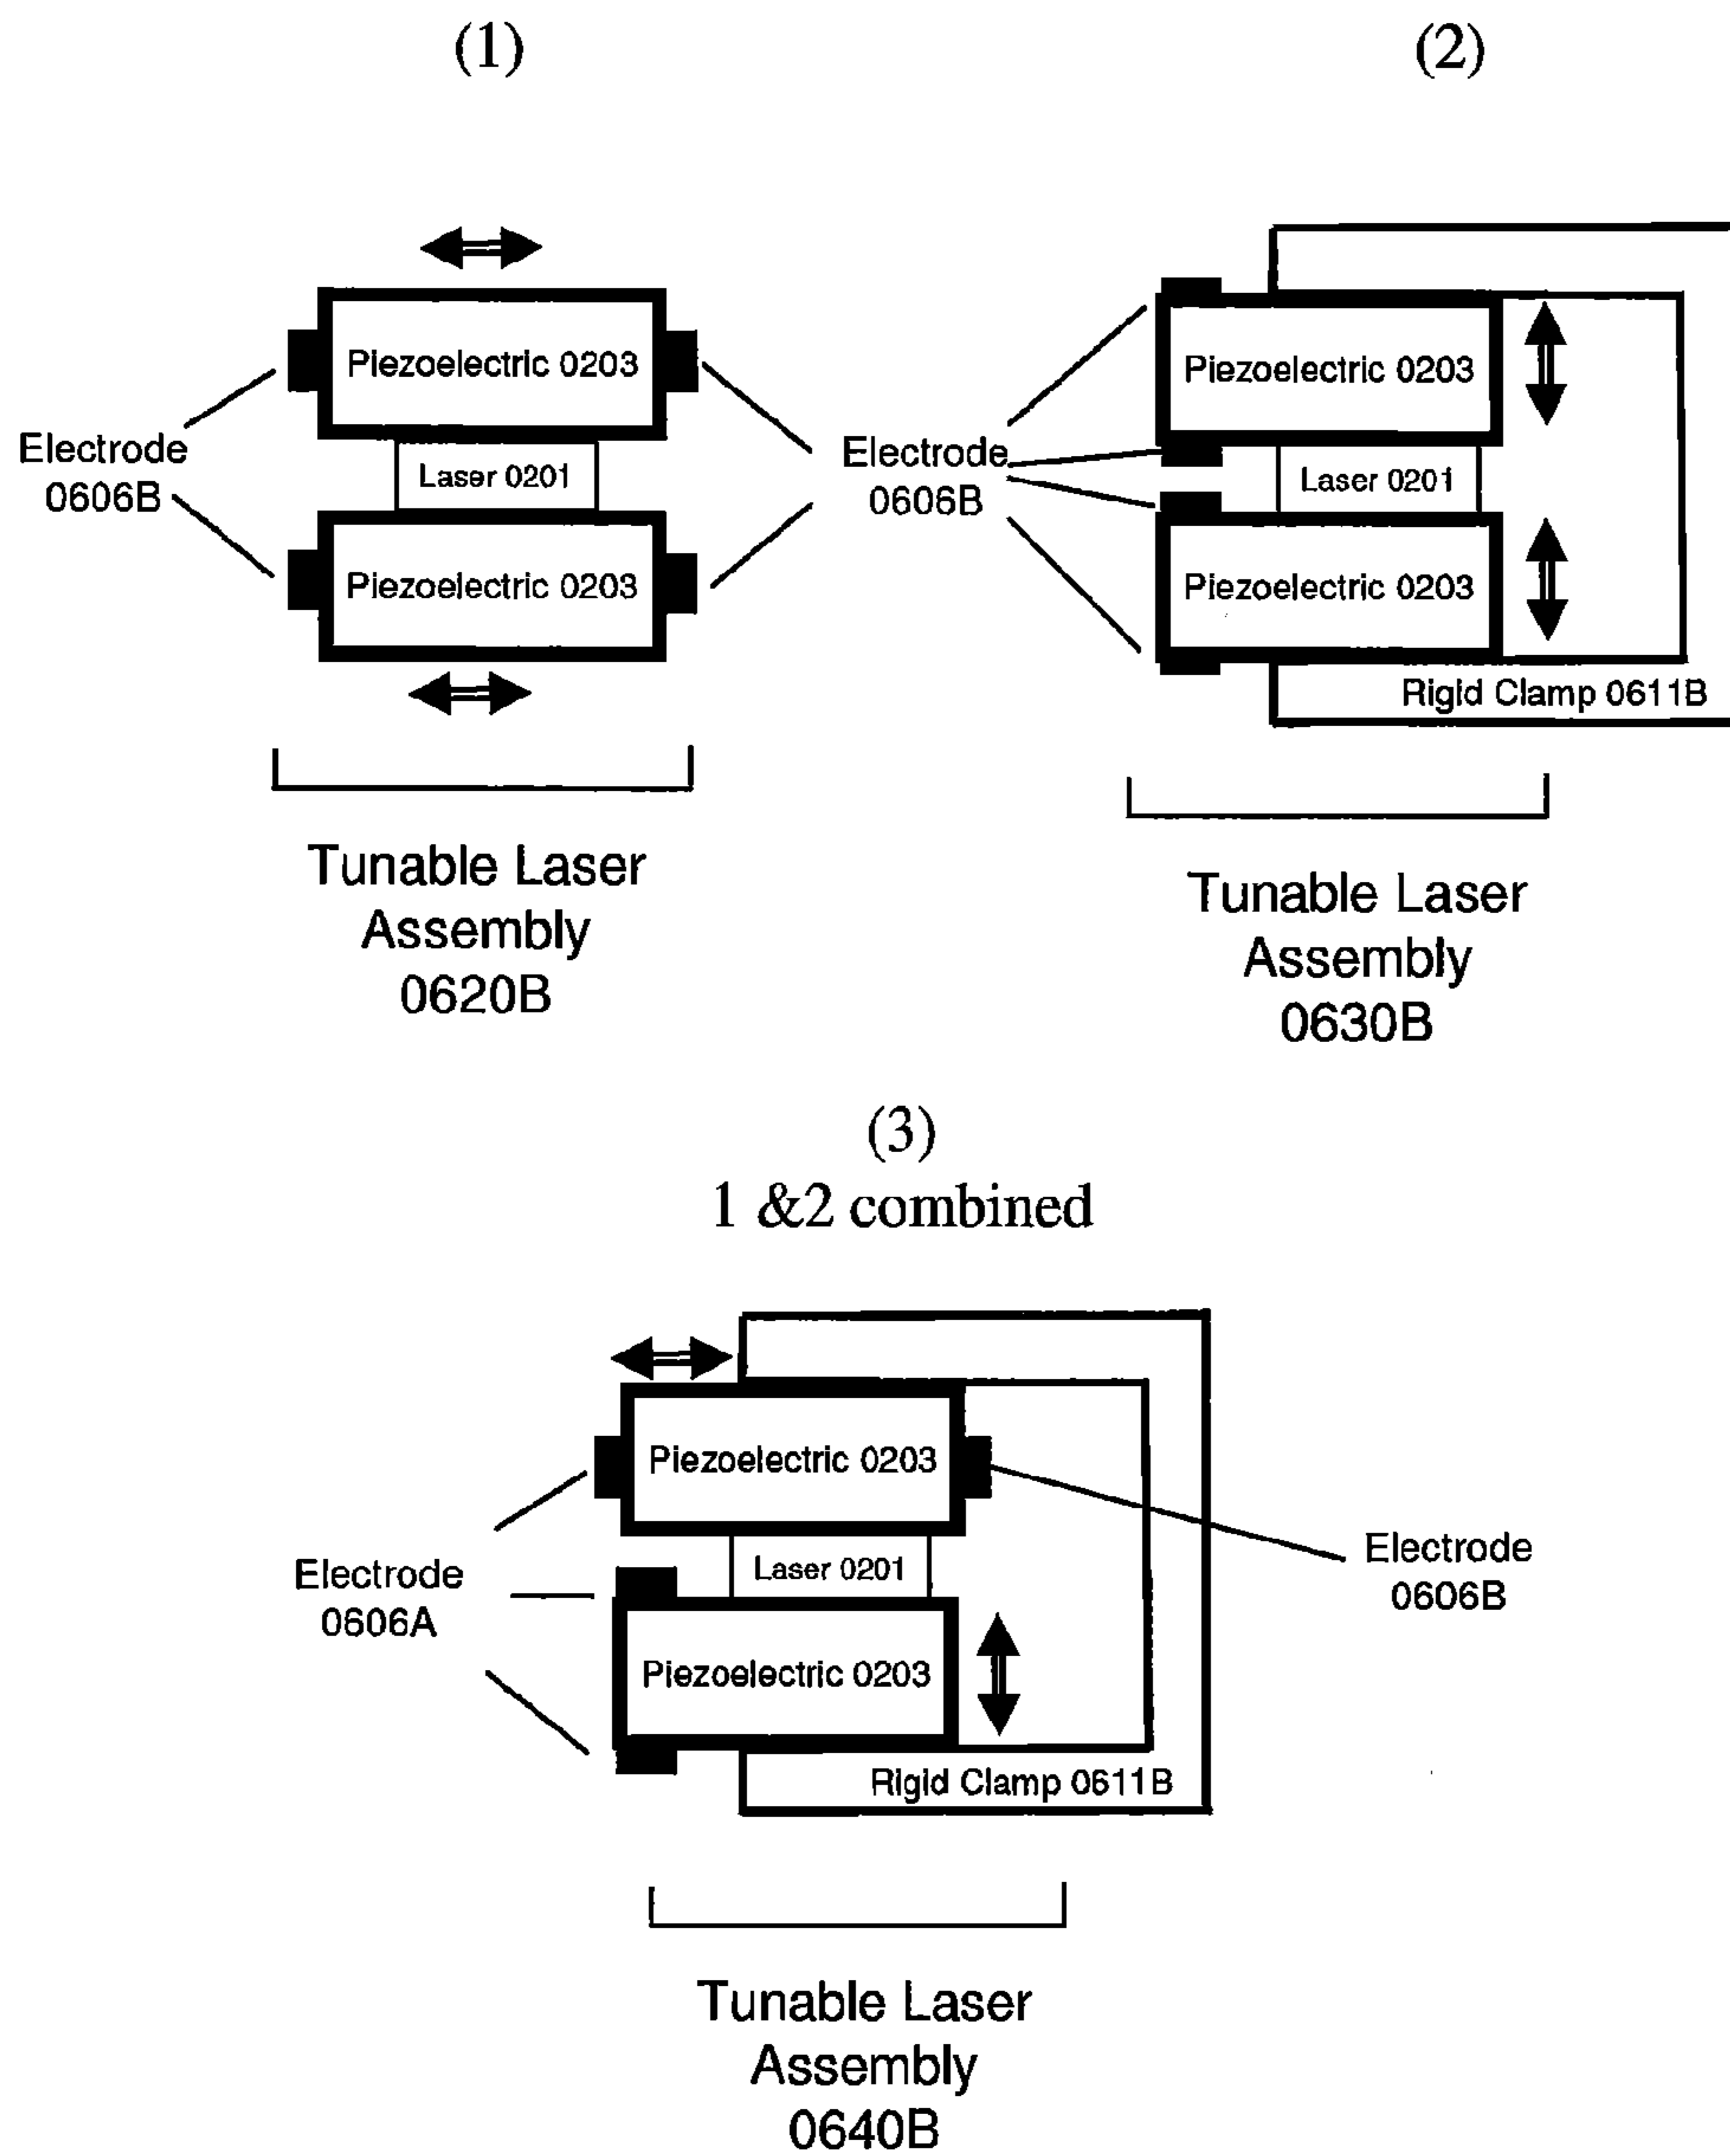 (1)
Piezoelectric 0203
Electrode
0606B
Laser 0201
Piezoelectric 0203
Tunable Laser
Assembly
0620B
(2)
Piezoelectric 0203
Electrode
0606B
Laser 0201
Piezoelectric 0203
Rigid Clamp 0611B
Tunable Laser
Assembly
0630B
(3)
1 &2 combined
Piezoelectric 0203
Electrode
0606A
Laser 0201
Electrode
0606B
Piezoelectric 0203
Rigid Clamp 0611B
Tunable Laser
Assembly
0640B